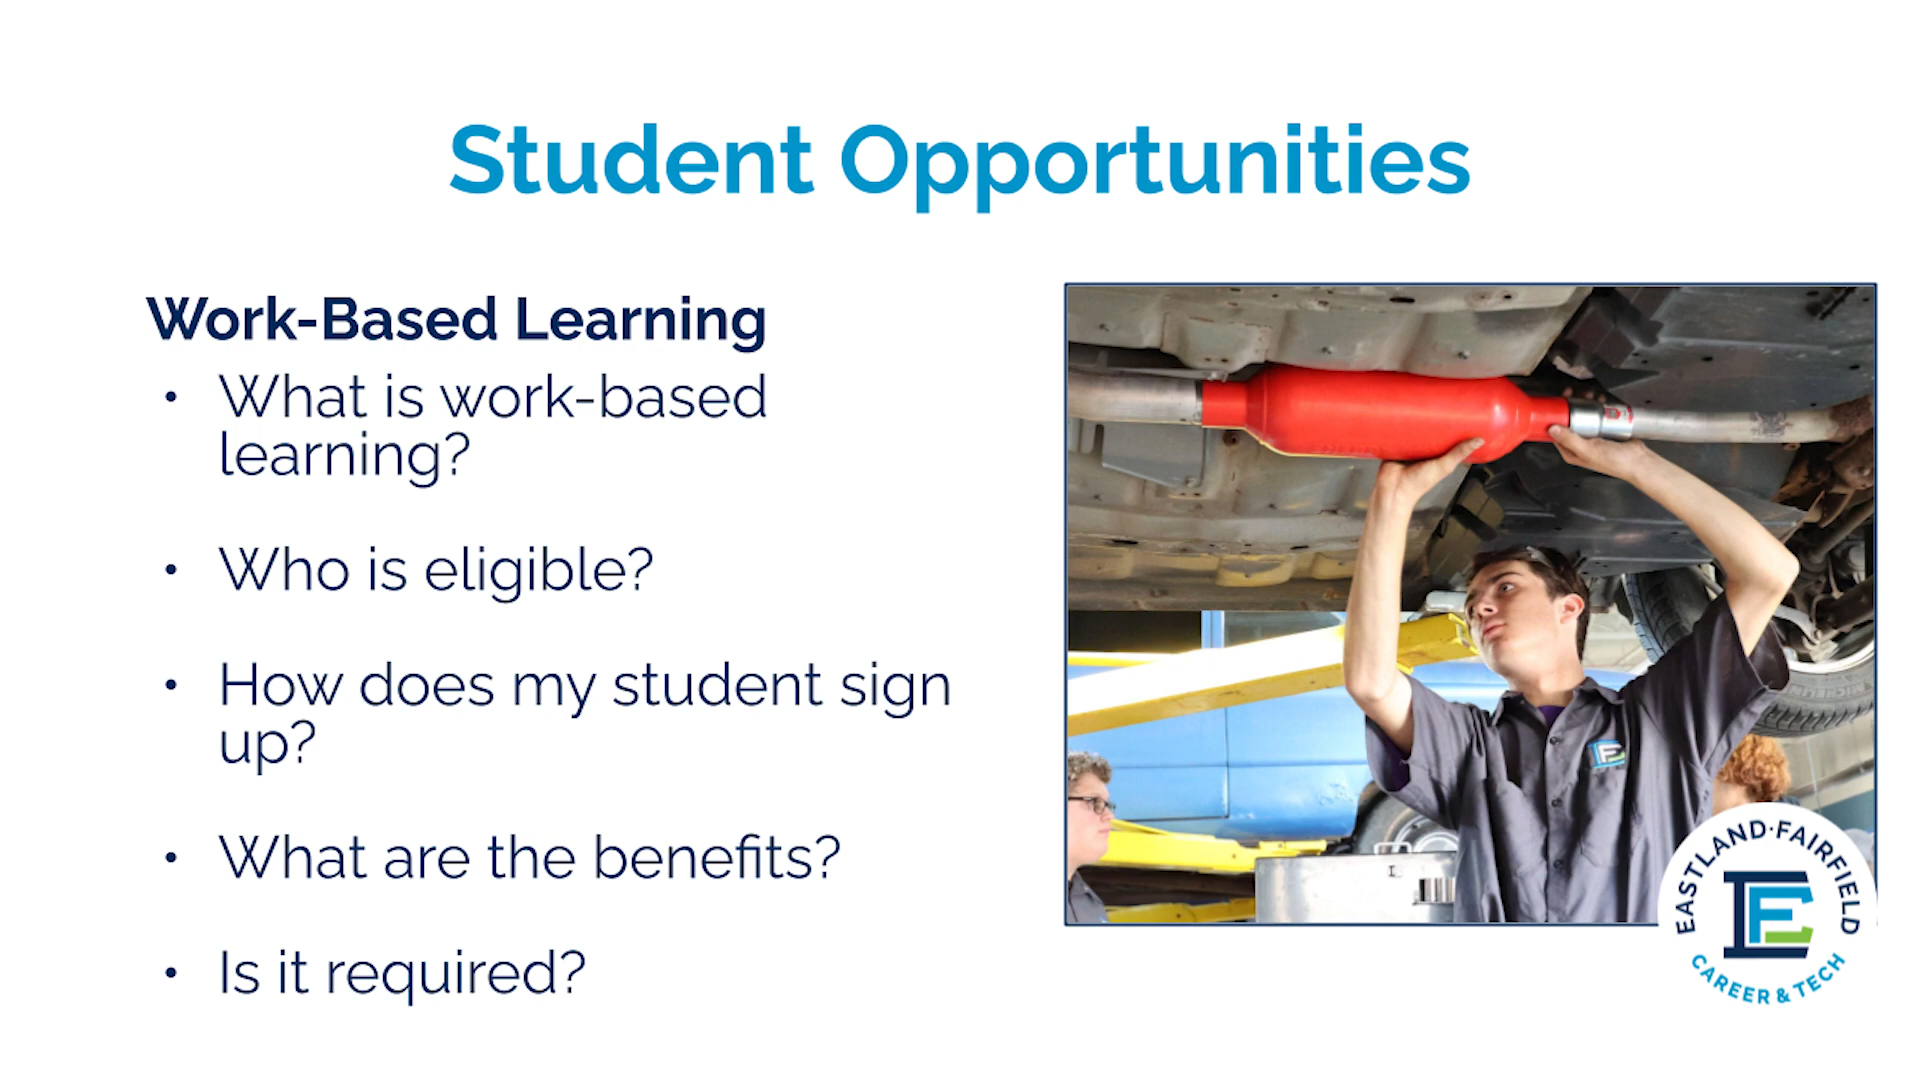 Student Opportunities
Work-Based Learning
• What is work-based
learning?
• Who is eligible?
• How does my student sign
up?
• What are the benefits?
• Is it required?
EASTLAND·FAIRFIELD
EF
CAREER & TECH